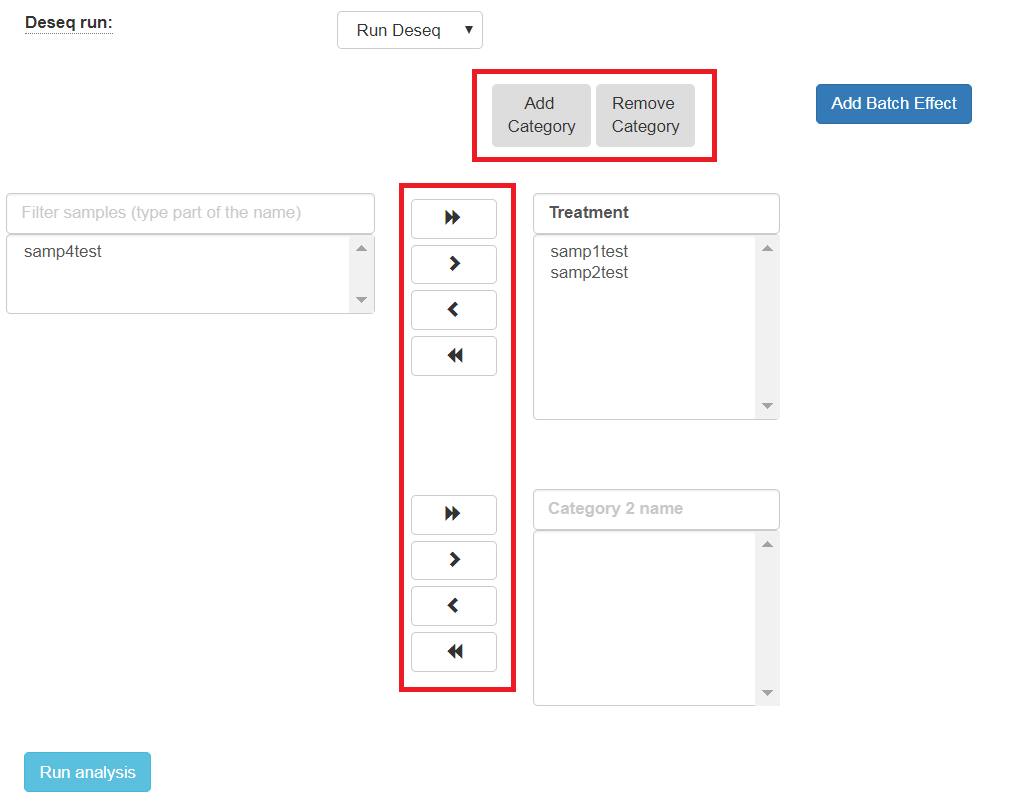 Deseq run:
Run Deseq
Add
Category
Remove
Category
Add Batch Effect
Filter samples (type part of the name)
samp4test
Treatment
samp1test
samp2test
Category 2 name
Run analysis